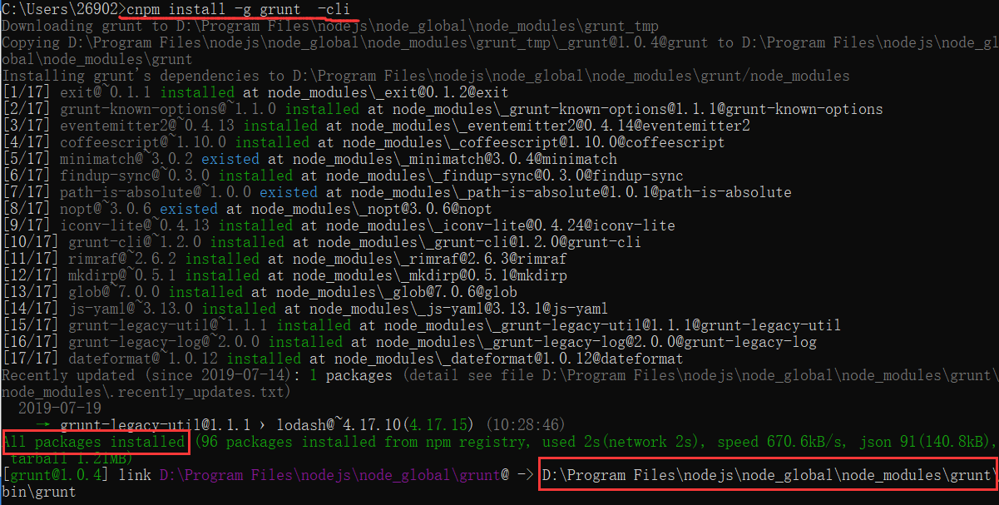 C:\Users\26902>cnpm install -g grunt  -cli
Downloading grunt to D:\Program Files\nodejs\node_global\node_modules\grunt_tmp
Copying D:\Program Files\nodejs\node_global\node_modules\grunt_tmp\_grunt@1.0.4@grunt to D:\Program Files\nodejs\node_gl
obal\node_modules\grunt
Installing grunt's dependencies to D:\Program Files\nodejs\node_global\node_modules\grunt/node_modules
[1/17] exit@~0.1.1 installed at node_modules\_exit@0.1.2@exit
[2/17] grunt-known-options@~1.1.0 installed at node_modules\_grunt-known-options@1.1.1@grunt-known-options
[3/17] eventemitter2@~0.4.13 installed at node_modules\_eventemitter2@0.4.14@eventemitter2
[4/17] coffeescript@~1.10.0 installed at node_modules\_coffeescript@1.10.0@coffeescript
[5/17] minimatch@~3.0.2 existed at node_modules\_minimatch@3.0.4@minimatch
[6/17] findup-sync@~0.3.0 installed at node_modules\_findup-sync@0.3.0@findup-sync
[7/17] path-is-absolute@~1.0.0 existed at node_modules\_path-is-absolute@1.0.1@path-is-absolute
[8/17] nopt@~3.0.6 existed at node_modules\_nopt@3.0.6@nopt
[9/17] iconv-lite@~0.4.13 installed at node_modules\_iconv-lite@0.4.24@iconv-lite
[10/17] grunt-cli@~1.2.0 installed at node_modules\_grunt-cli@1.2.0@grunt-cli
[11/17] rimraf@~2.6.2 installed at node_modules\_rimraf@2.6.3@rimraf
[12/17] mkdirp@~0.5.1 installed at node_modules\_mkdirp@0.5.1@mkdirp
[13/17] glob@~7.0.0 installed at node_modules\_glob@7.0.6@glob
[14/17] js-yaml@~3.13.0 installed at node_modules\_js-yaml@3.13.1@js-yaml
[15/17] grunt-legacy-util@~1.1.1 installed at node_modules\_grunt-legacy-util@1.1.1@grunt-legacy-util
[16/17] grunt-legacy-log@~2.0.0 installed at node_modules\_grunt-legacy-log@2.0.0@grunt-legacy-log
[17/17] dateformat@~1.0.12 installed at node_modules\_dateformat@1.0.12@dateformat
Recently updated (since 2019-07-14): 1 packages (detail see file D:\Program Files\nodejs\node_global\node_modules\grunt\
node_modules\.recently_updates.txt)
2019-07-19
→ grunt-legacy-util@1.1.1 › lodash@~4.17.10(4.17.15) (10:28:46)
All packages installed (96 packages installed from npm registry, used 2s(network 2s), speed 670.6kB/s, json 91(140.8kB),
tarball 1.21MB)
[grunt@1.0.4] link D:\Program Files\nodejs\node_global\grunt@ -> D:\Program Files\nodejs\node_global\node_modules\grunt\
bin\grunt